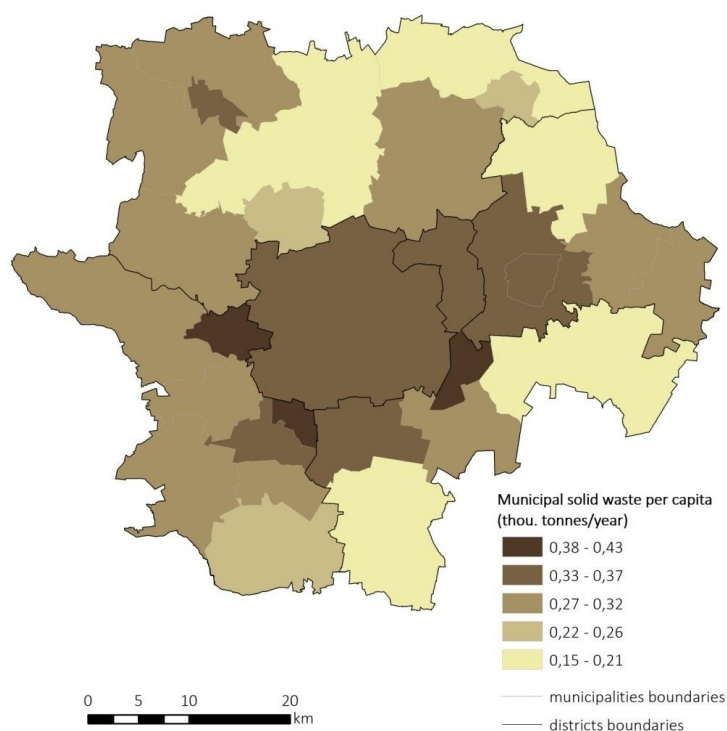 Municipal solid waste per capita
(thou. tonnes/year)
0,38 - 0,43
0,33 - 0,37
0,27 - 0,32
0,22 - 0,26
0,15 - 0,21
0 5 10 20
km
municipalities boundaries
districts boundaries